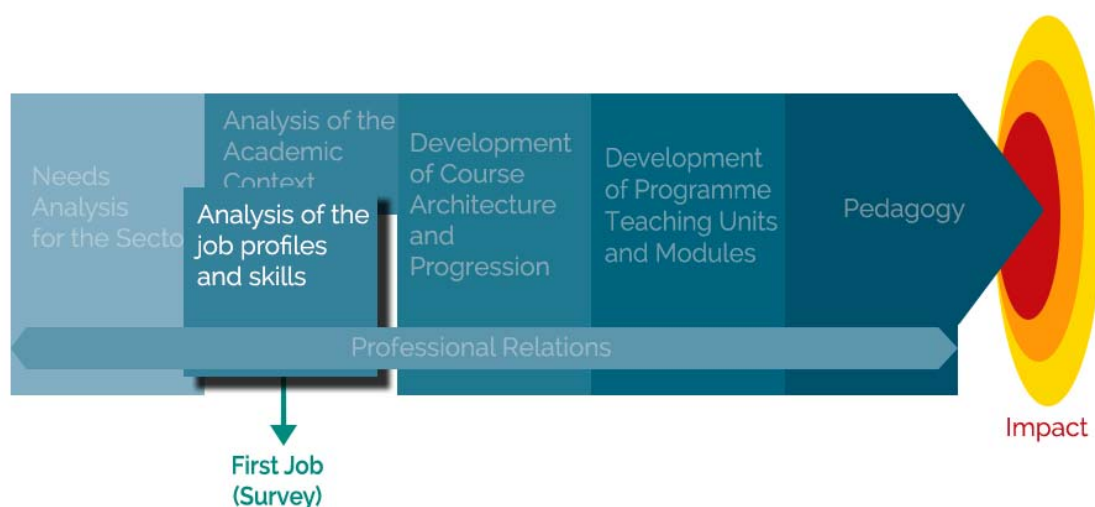 Needs
Analysis
for the Secto
Analysis of the
Academic
Context
Analysis of the
job profiles
and skills
Development
of Course
Architecture
and
Progression
Development
of Programme
Teaching Units
and Modules
Pedagogy
Professional Relations
Impact
First Job
(Survey)